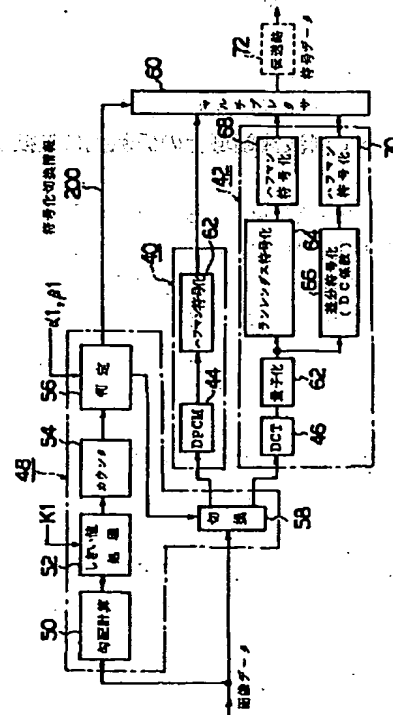 画像データ
48
50
勾配計算
K1
52
しきい値
処理
54
カウンタ
56
判定
α1, β1
200
符号化切換情報
58
切換
40
44
DPCM
62
ハフマン符号化
42
46
DCT
62
量子化
64
ランレングス符号化
66
差分符号化
(DC係数)
68
ハフマン
符号化
70
ハフマン
符号化
60
マルチプレクサ
72
伝送路
符号データ